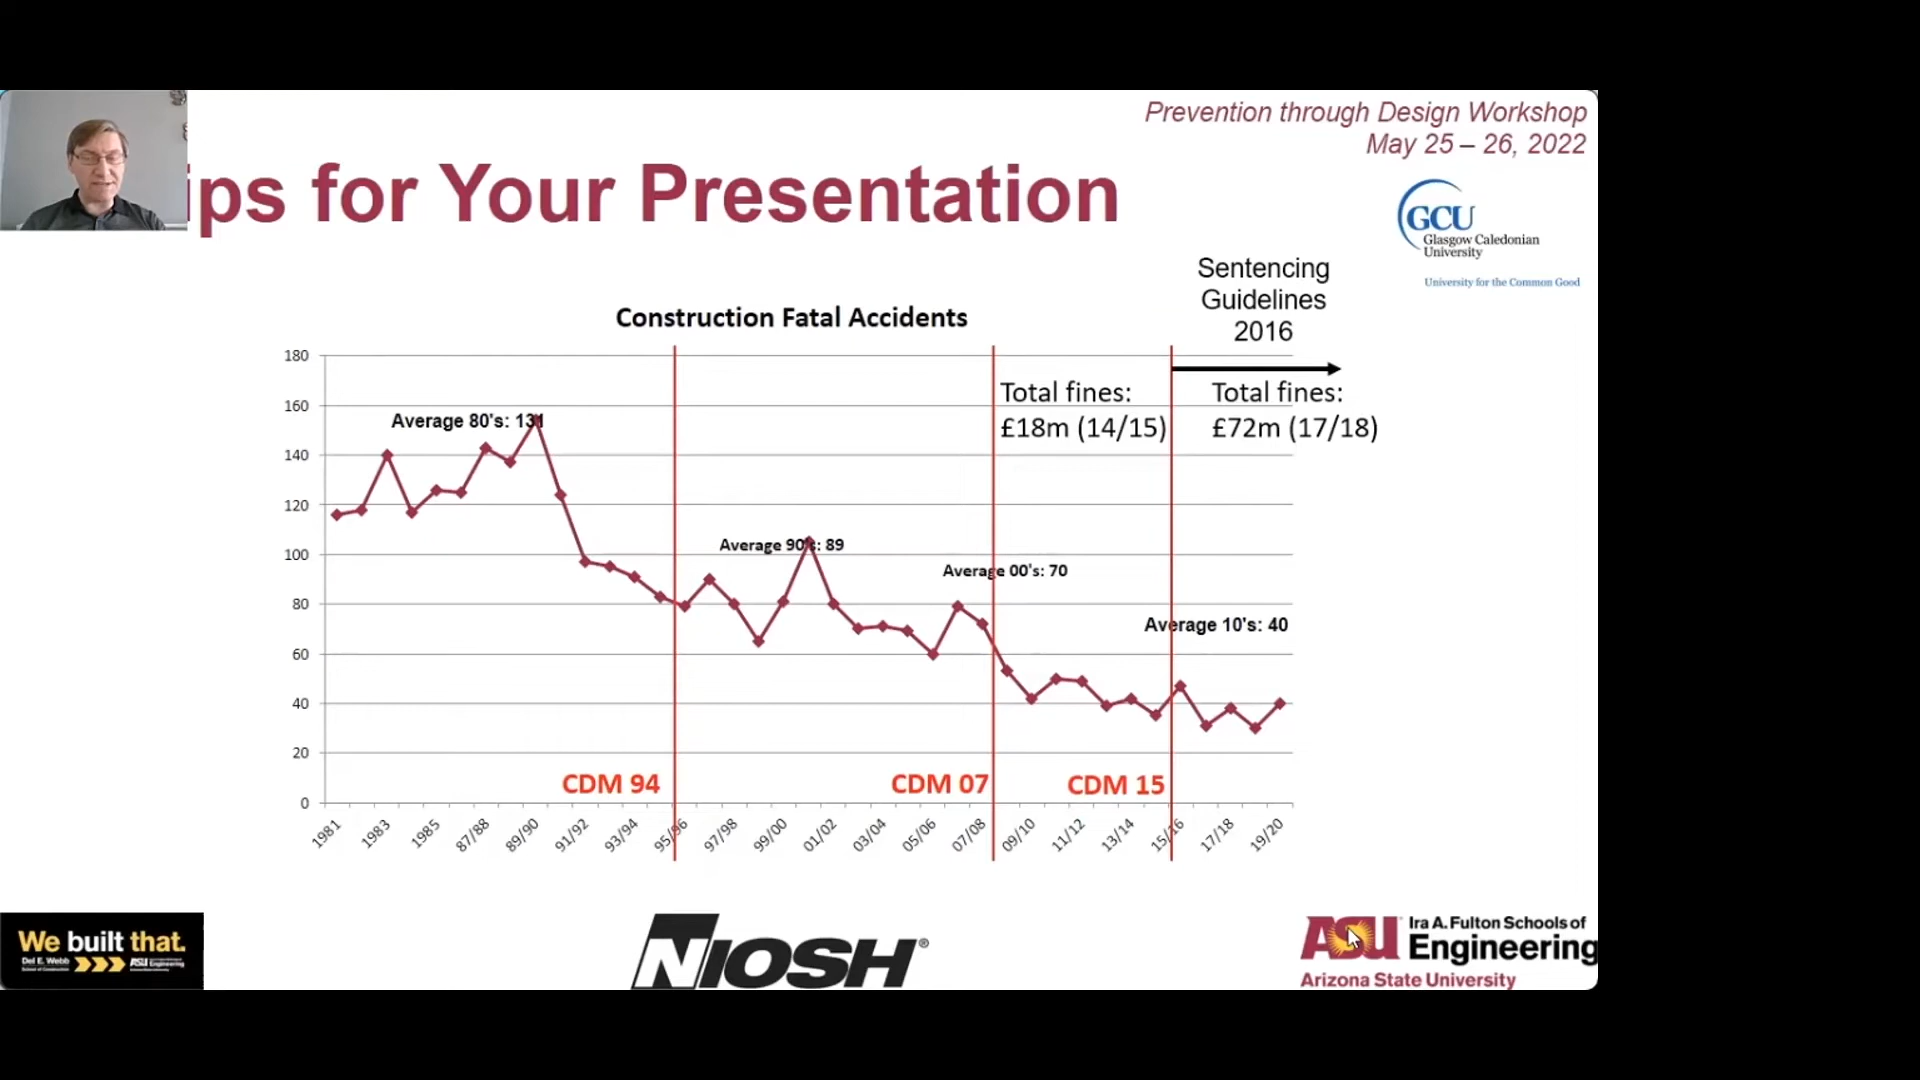 Prevention through Design Workshop
May 25 – 26, 2022
ips for Your Presentation
GCU
Glasgow Caledonian
University
University for the Common Good
Sentencing
Guidelines
2016
Construction Fatal Accidents
Total fines:
£18m (14/15)
Total fines:
£72m (17/18)
Average 80's: 131
Average 90's: 89
Average 00's: 70
Average 10's: 40
180
160
140
120
100
80
60
40
20
0
CDM 94
CDM 07
CDM 15
1981
1983
1985
87/88
89/90
91/92
93/94
95/96
97/98
99/00
01/02
03/04
05/06
07/08
09/10
11/12
13/14
15/16
17/18
19/20
We built that.
Del E. Webb
NIOSH®
ASU
Ira A. Fulton Schools of
Engineering
Arizona State University